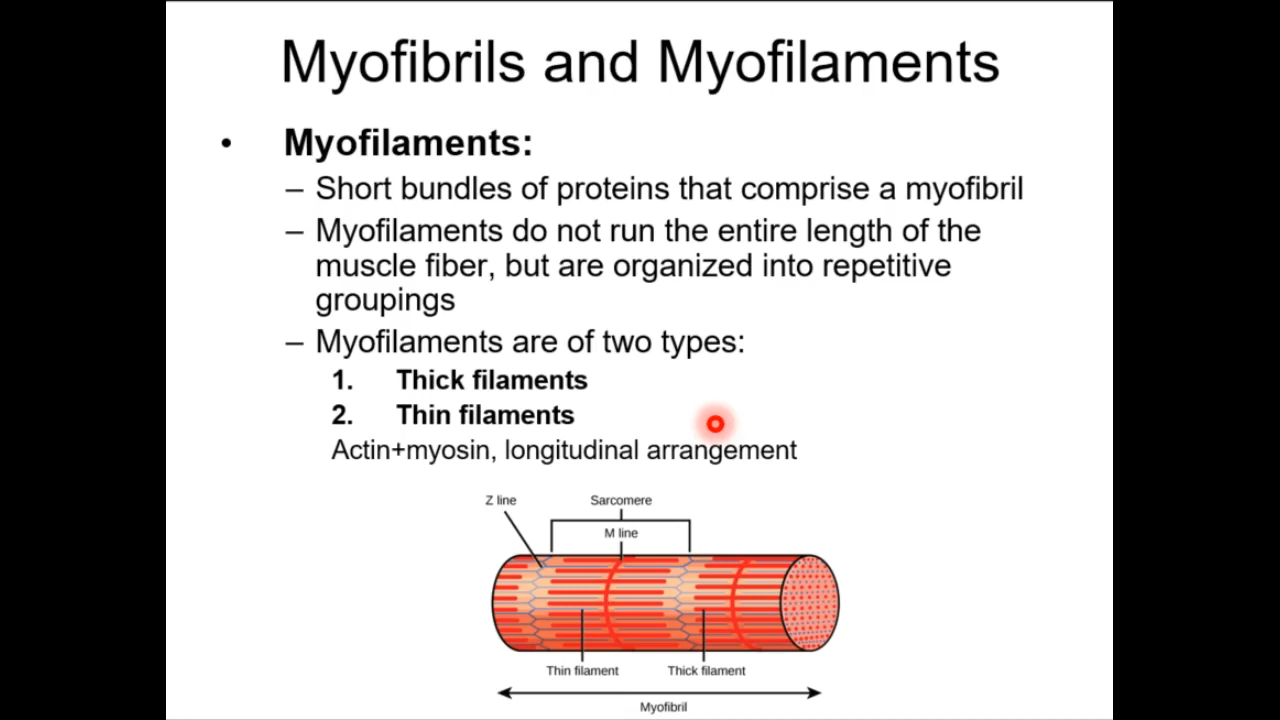 Myofibrils and Myofilaments
• Myofilaments:
– Short bundles of proteins that comprise a myofibril
– Myofilaments do not run the entire length of the
muscle fiber, but are organized into repetitive
groupings
– Myofilaments are of two types:
1. Thick filaments
2. Thin filaments
Actin+myosin, longitudinal arrangement
Z line
Sarcomere
M line
Thin filament
Thick filament
Myofibril